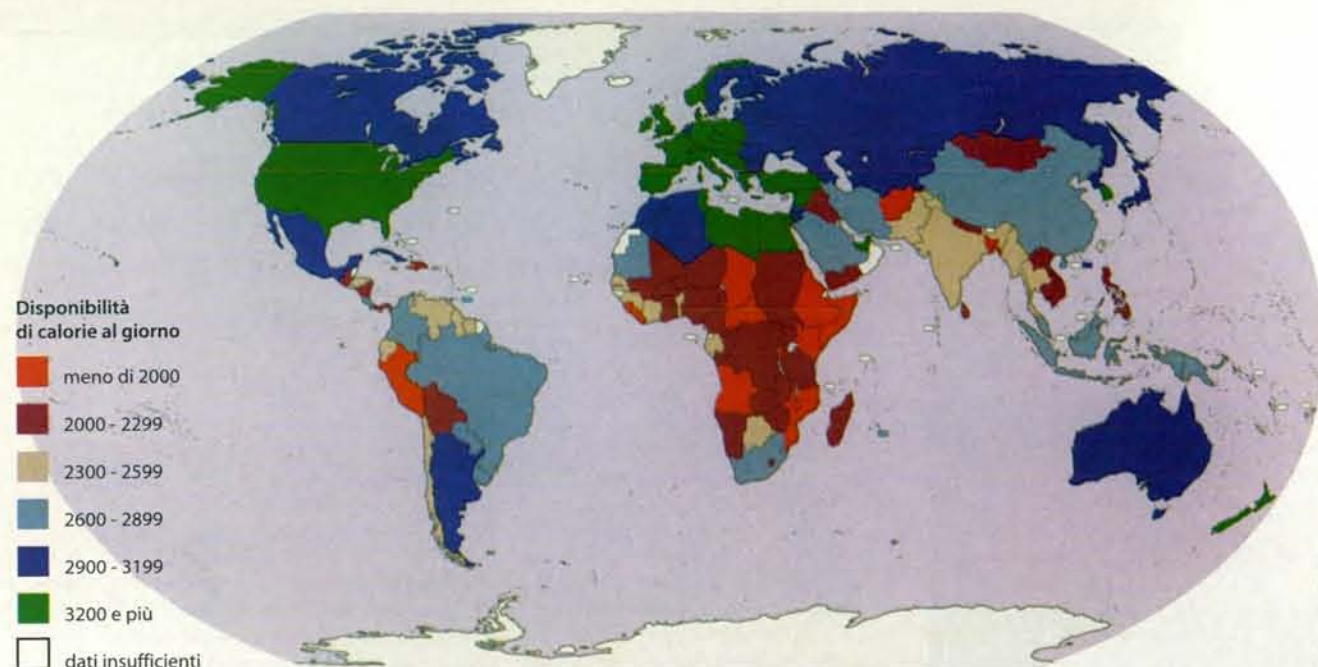 Disponibilità
di calorie al giorno
meno di 2000
2000 - 2299
2300 - 2599
2600 - 2899
2900 - 3199
3200 e più
dati insufficienti